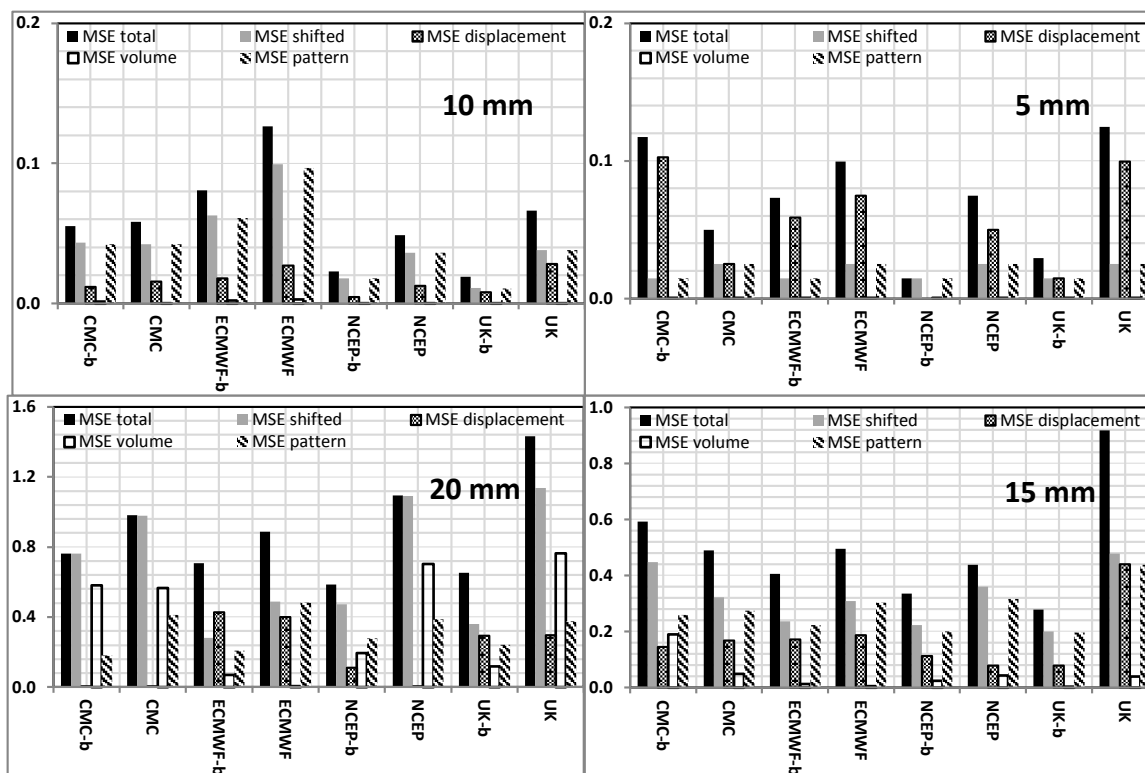 0.2
MSE total MSE shifted MSE displacement
MSE volume MSE pattern
10 mm
0.1
0.0
CMC-b CMC ECMWF-b ECMWF NCEP-b NCEP UK-b UK
0.2
MSE total MSE shifted MSE displacement
MSE volume MSE pattern
5 mm
0.1
0.0
CMC-b CMC ECMWF-b ECMWF NCEP-b NCEP UK-b UK
1.6
MSE total MSE shifted MSE displacement
MSE volume MSE pattern
1.2
20 mm
0.8
0.4
0.0
CMC-b CMC ECMWF-b ECMWF NCEP-b NCEP UK-b UK
1.0
MSE total MSE shifted MSE displacement
MSE volume MSE pattern
0.8
15 mm
0.6
0.4
0.2
0.0
CMC-b CMC ECMWF-b ECMWF NCEP-b NCEP UK-b UK